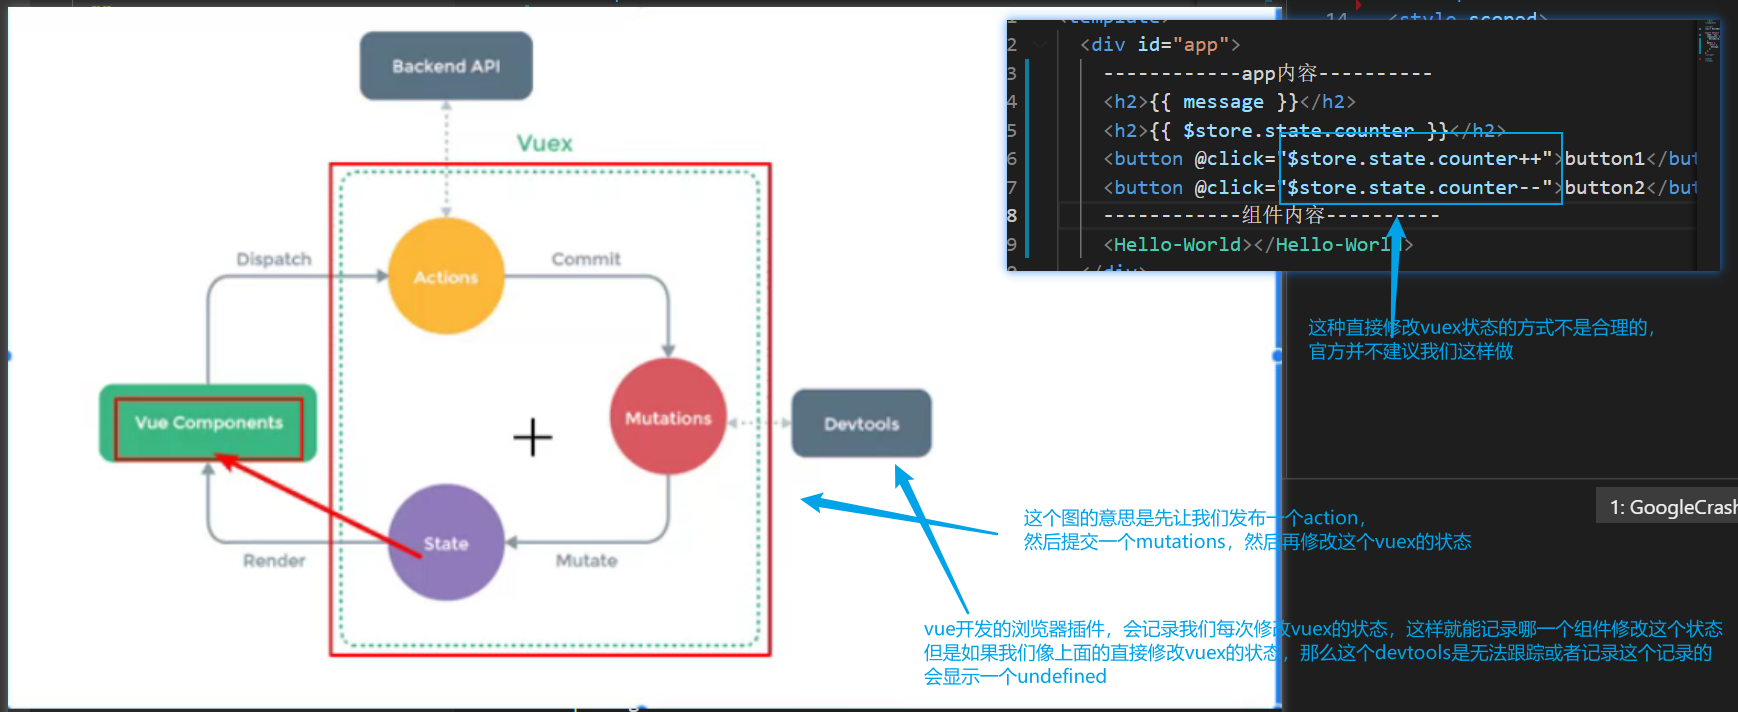 Backend API
Vuex
Dispatch
Actions
Commit
Vue Components
Mutations
Devtools
State
Render
Mutate
14 <style scoped>
<template>
2 <div id="app">
3 ------------app内容----------
4 <h2>{{ message }}</h2>
5 <h2>{{ $store.state.counter }}</h2>
6 <button @click="$store.state.counter++">button1</but
7 <button @click="$store.state.counter--">button2</but
8 ------------组件内容----------
9 <Hello-World></Hello-World>
</div>
这种直接修改vuex状态的方式不是合理的，
官方并不建议我们这样做
1: GoogleCrash
这个图的意思是先让我们发布一个action，
然后提交一个mutations，然后再修改这个vuex的状态
vue开发的浏览器插件，会记录我们每次修改vuex的状态，这样就能记录哪一个组件修改这个状态
但是如果我们像上面的直接修改vuex的状态，那么这个devtools是无法跟踪或者记录这个记录的
会显示一个undefined